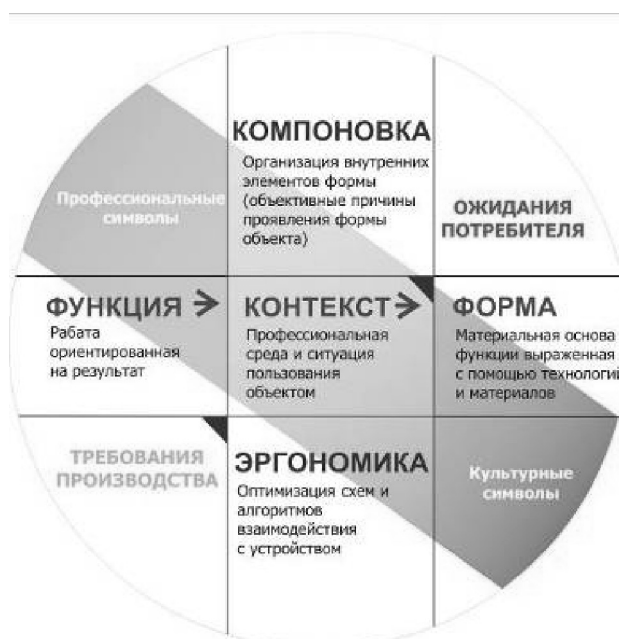 КОМПОНОВКА
Организация внутренних
элементов формы
(объективные причины
проявления формы
объекта)
Профессиональные
символы
ОЖИДАНИЯ
ПОТРЕБИТЕЛЯ
ФУНКЦИЯ →
Рабата
ориентированная
на результат
КОНТЕКСТ →
Профессиональная
среда и ситуация
пользования
объектом
ФОРМА
Материальная основа
функции выраженная
с помощью технологий
и материалов
ТРЕБОВАНИЯ
ПРОИЗВОДСТВА
ЭРГОНОМИКА
Оптимизация схем и
алгоритмов
взаимодействия
с устройством
Культурные
символы